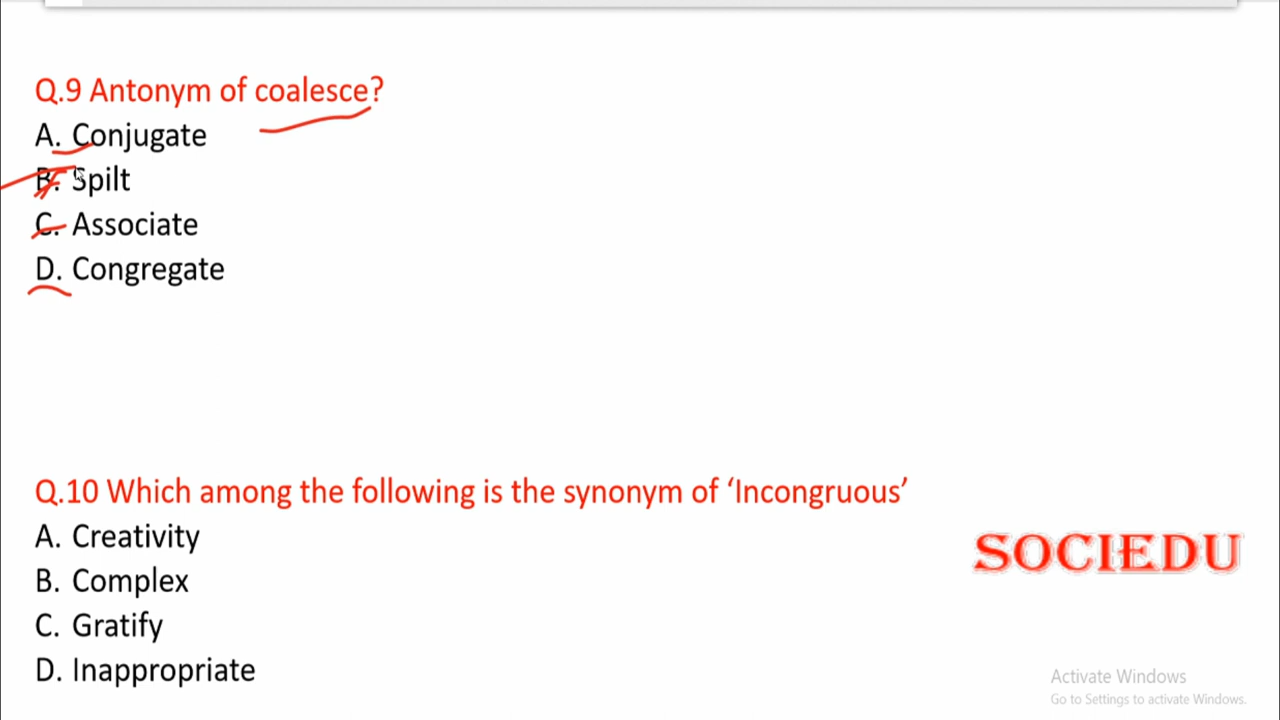 Q.9 Antonym of coalesce?
A. Conjugate
B. Spilt
C. Associate
D. Congregate
Q.10 Which among the following is the synonym of ‘Incongruous’
A. Creativity
B. Complex
C. Gratify
D. Inappropriate
SOCIEDU
Activate Windows
Go to Settings to activate Windows.